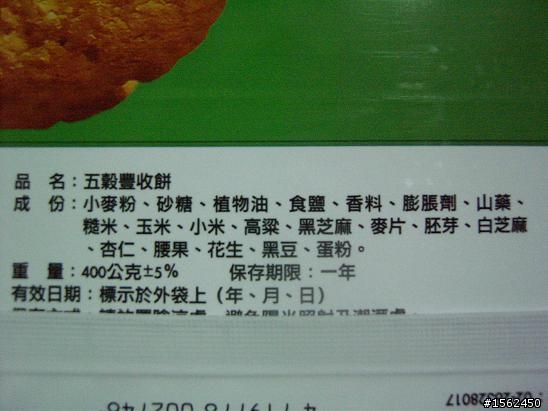 品　名：五穀豐收餅
成　份：小麥粉、砂糖、植物油、食鹽、香料、膨脹劑、山藥、
糙米、玉米、小米、高粱、黑芝麻、麥片、胚芽、白芝麻
、杏仁、腰果、花生、黑豆、蛋粉。
重　量：400公克±5%　　保存期限：一年
有效日期：標示於外袋上（年、月、日）
#1562450